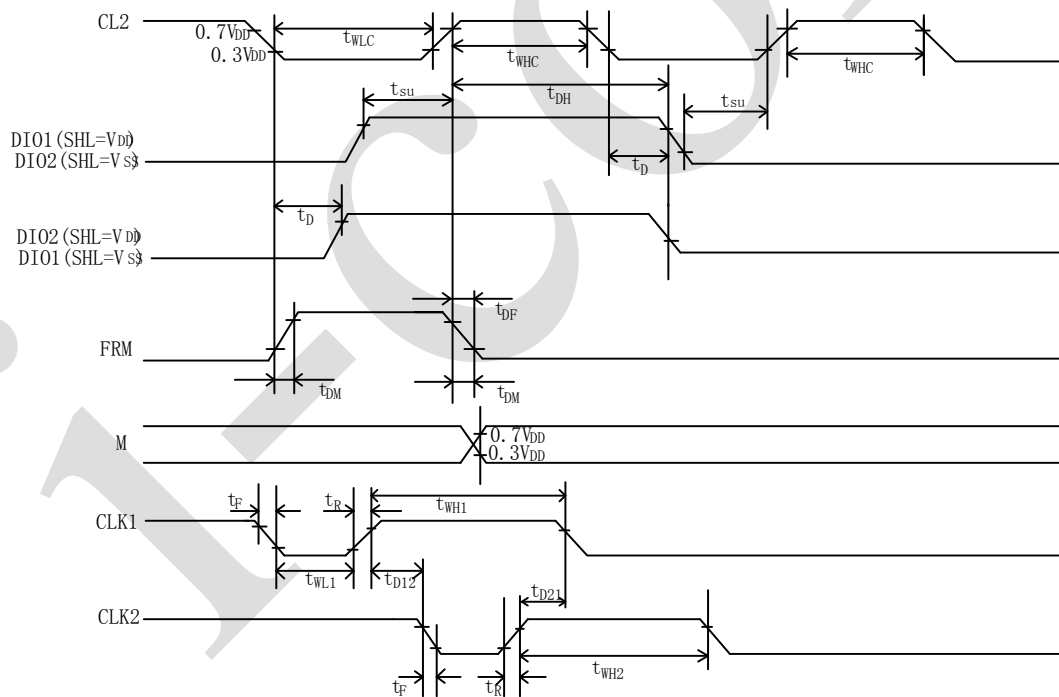 CL2
0.7VDD
0.3VDD
tWLC
tWHC
tWHC
tsu
tDH
tsu
DIO1(SHL=VDD)
DIO2(SHL=VSS)
tD
tD
DIO2(SHL=VDD)
DIO1(SHL=VSS)
tDF
FRM
tDM
tDM
M
0.7VDD
0.3VDD
tF
tR
tWH1
CLK1
tWL1
tD12
tD21
CLK2
tWH2
tF
tR